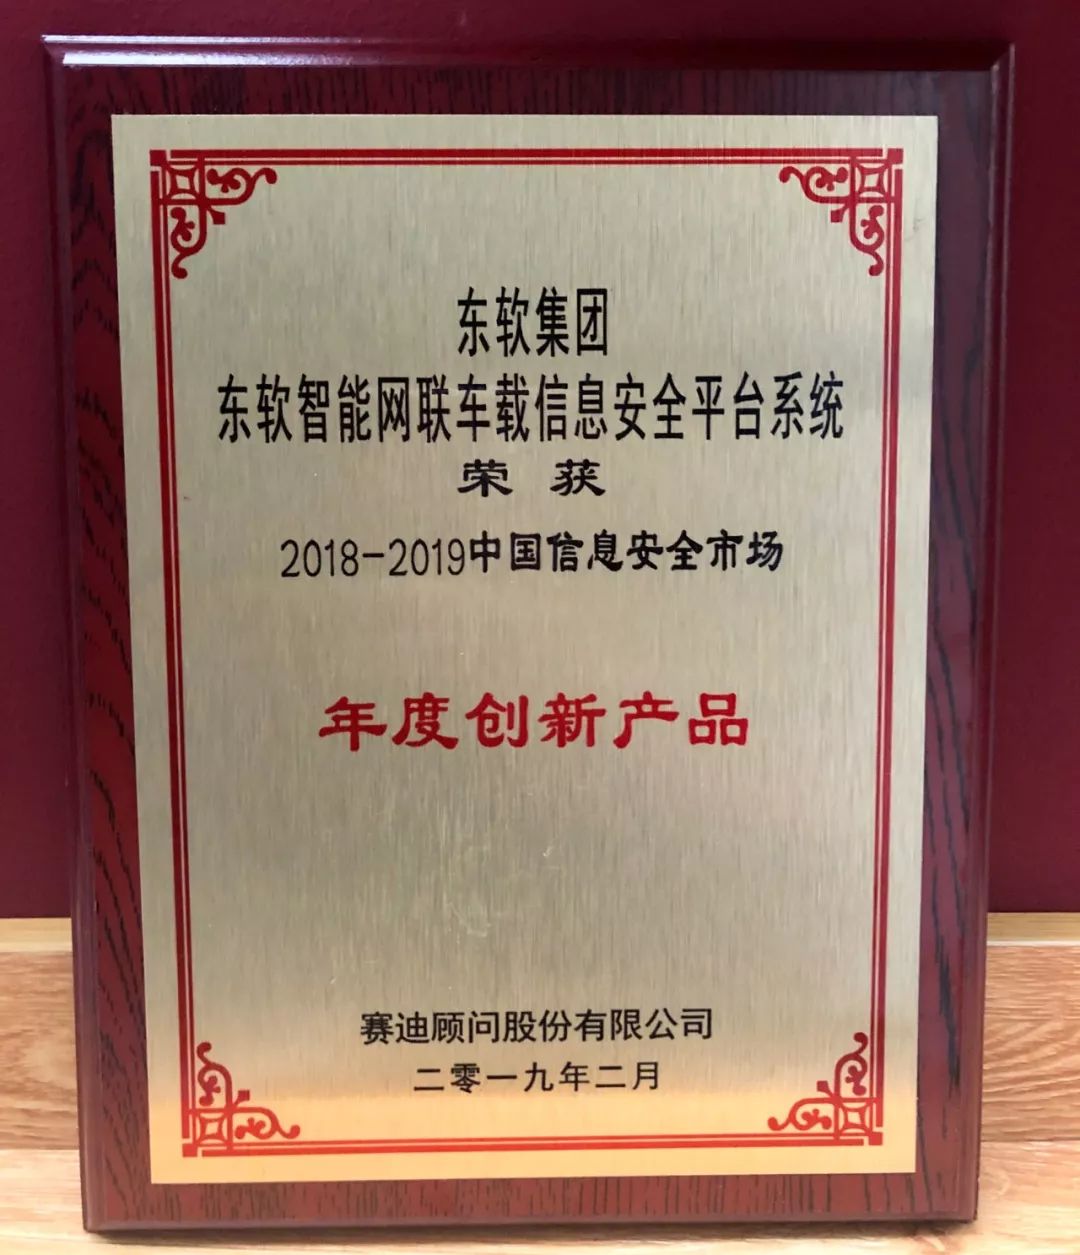 东软集团
东软智能网联车载信息安全平台系统
荣 获
2018-2019中国信息安全市场
年度创新产品
赛迪顾问股份有限公司
二零一九年二月